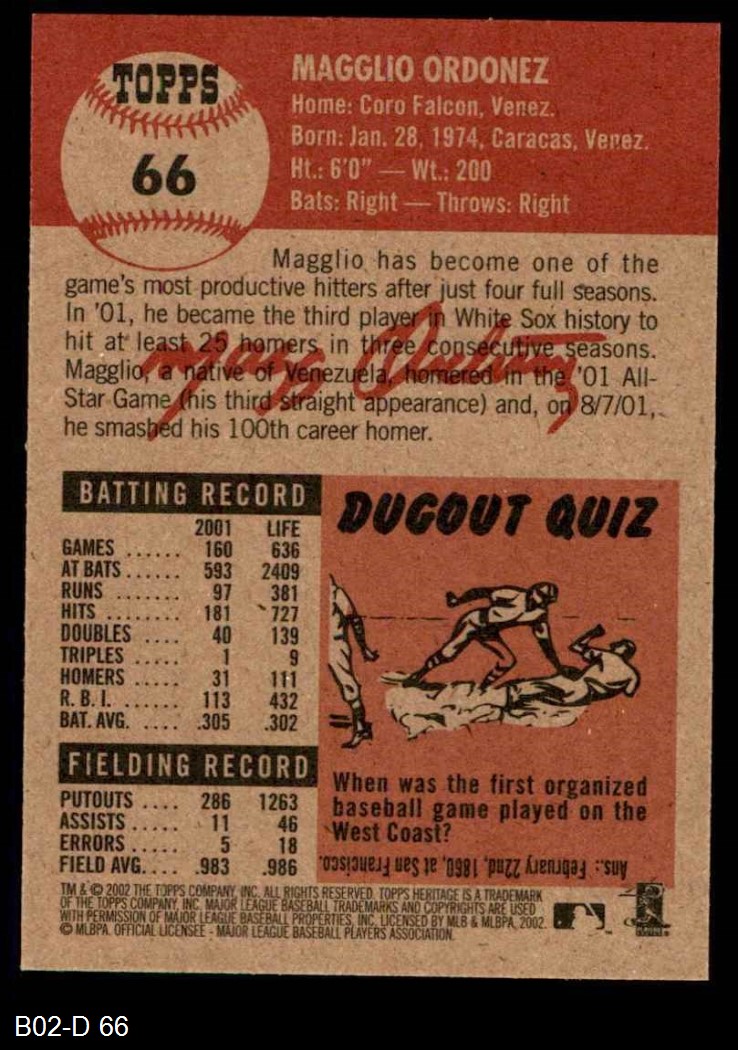 TOPPS
66
MAGGLIO ORDONEZ
Home: Coro Falcon, Venez.
Born: Jan. 28, 1974, Caracas, Venez.
Ht.: 6'0" — Wt.: 200
Bats: Right — Throws: Right
Magglio has become one of the
game's most productive hitters after just four full seasons.
In '01, he became the third player in White Sox history to
hit at least 25 homers in three consecutive seasons.
Magglio, a native of Venezuela, homered in the '01 All-
Star Game (his third straight appearance) and, on 8/7/01,
he smashed his 100th career homer.
Magg Ordonez
BATTING RECORD
2001 LIFE
GAMES ...... 160 636
AT BATS ...... 593 2409
RUNS ....... 97 381
HITS ....... 181 727
DOUBLES .... 40 139
TRIPLES ..... 1 9
HOMERS ..... 31 111
R.B.I. ....... 113 432
BAT. AVG. .... .305 .302
FIELDING RECORD
PUTOUTS .... 286 1263
ASSISTS ..... 11 46
ERRORS ..... 5 18
FIELD AVG.... .983 .986
DUGOUT QUIZ
When was the first organized
baseball game played on the
West Coast?
Ans.: February 22nd, 1860, at San Francisco.
TM & © 2002 THE TOPPS COMPANY, INC. ALL RIGHTS RESERVED. TOPPS HERITAGE IS A TRADEMARK
OF THE TOPPS COMPANY, INC. MAJOR LEAGUE BASEBALL TRADEMARKS AND COPYRIGHTS ARE USED
WITH PERMISSION OF MAJOR LEAGUE BASEBALL PROPERTIES, INC. LICENSED BY MLB & MLBPA, 2002.
© MLBPA. OFFICIAL LICENSEE - MAJOR LEAGUE BASEBALL PLAYERS ASSOCIATION.
B02-D 66